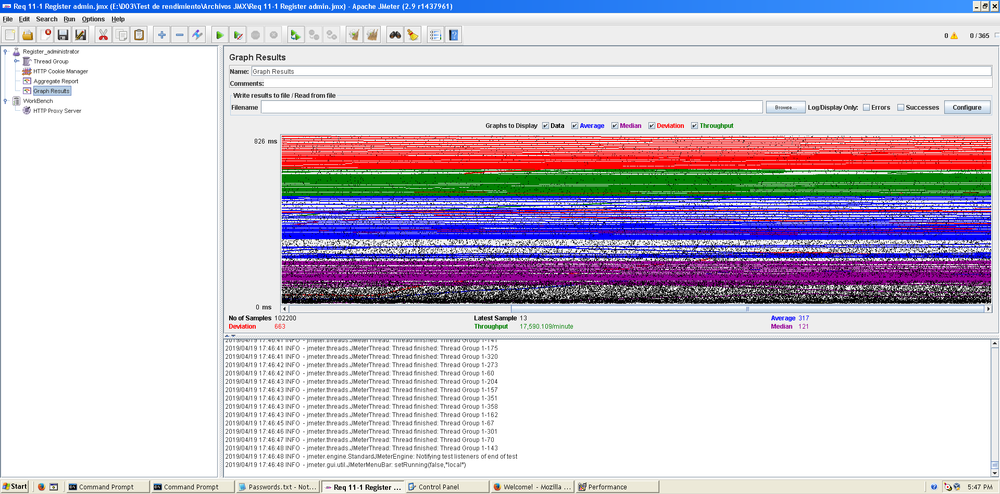 Req 11-1 Register admin.jmx (E:\D03\Test de rendimiento\Archivos JMX\Req 11-1 Register admin.jmx) - Apache JMeter (2.9 r1437961)
File Edit Search Run Options Help
0 0 / 365
Register_administrator
Thread Group
HTTP Cookie Manager
Aggregate Report
Graph Results
WorkBench
HTTP Proxy Server
Graph Results
Name: Graph Results
Comments:
Write results to file / Read from file
Filename Browse... Log/Display Only: Errors Successes Configure
Graphs to Display Data Average Median Deviation Throughput
826 ms
0 ms
No of Samples 102200 Latest Sample 13 Average 317
Deviation 663 Throughput 17,590.109/minute Median 121
2019/04/19 17:46:41 INFO - jmeter.threads.JMeterThread: Thread finished: Thread Group 1-141
2019/04/19 17:46:41 INFO - jmeter.threads.JMeterThread: Thread finished: Thread Group 1-175
2019/04/19 17:46:41 INFO - jmeter.threads.JMeterThread: Thread finished: Thread Group 1-320
2019/04/19 17:46:42 INFO - jmeter.threads.JMeterThread: Thread finished: Thread Group 1-273
2019/04/19 17:46:42 INFO - jmeter.threads.JMeterThread: Thread finished: Thread Group 1-60
2019/04/19 17:46:43 INFO - jmeter.threads.JMeterThread: Thread finished: Thread Group 1-204
2019/04/19 17:46:43 INFO - jmeter.threads.JMeterThread: Thread finished: Thread Group 1-157
2019/04/19 17:46:43 INFO - jmeter.threads.JMeterThread: Thread finished: Thread Group 1-351
2019/04/19 17:46:43 INFO - jmeter.threads.JMeterThread: Thread finished: Thread Group 1-358
2019/04/19 17:46:43 INFO - jmeter.threads.JMeterThread: Thread finished: Thread Group 1-162
2019/04/19 17:46:45 INFO - jmeter.threads.JMeterThread: Thread finished: Thread Group 1-67
2019/04/19 17:46:46 INFO - jmeter.threads.JMeterThread: Thread finished: Thread Group 1-301
2019/04/19 17:46:47 INFO - jmeter.threads.JMeterThread: Thread finished: Thread Group 1-70
2019/04/19 17:46:48 INFO - jmeter.threads.JMeterThread: Thread finished: Thread Group 1-143
2019/04/19 17:46:48 INFO - jmeter.engine.StandardJMeterEngine: Notifying test listeners of end of test
2019/04/19 17:46:48 INFO - jmeter.gui.util.JMeterMenuBar: setRunning(false,*local*)
Start Command Prompt Command Prompt Passwords.txt - Not... Req 11-1 Register ... Control Panel Welcome! - Mozilla ... Performance 5:47 PM